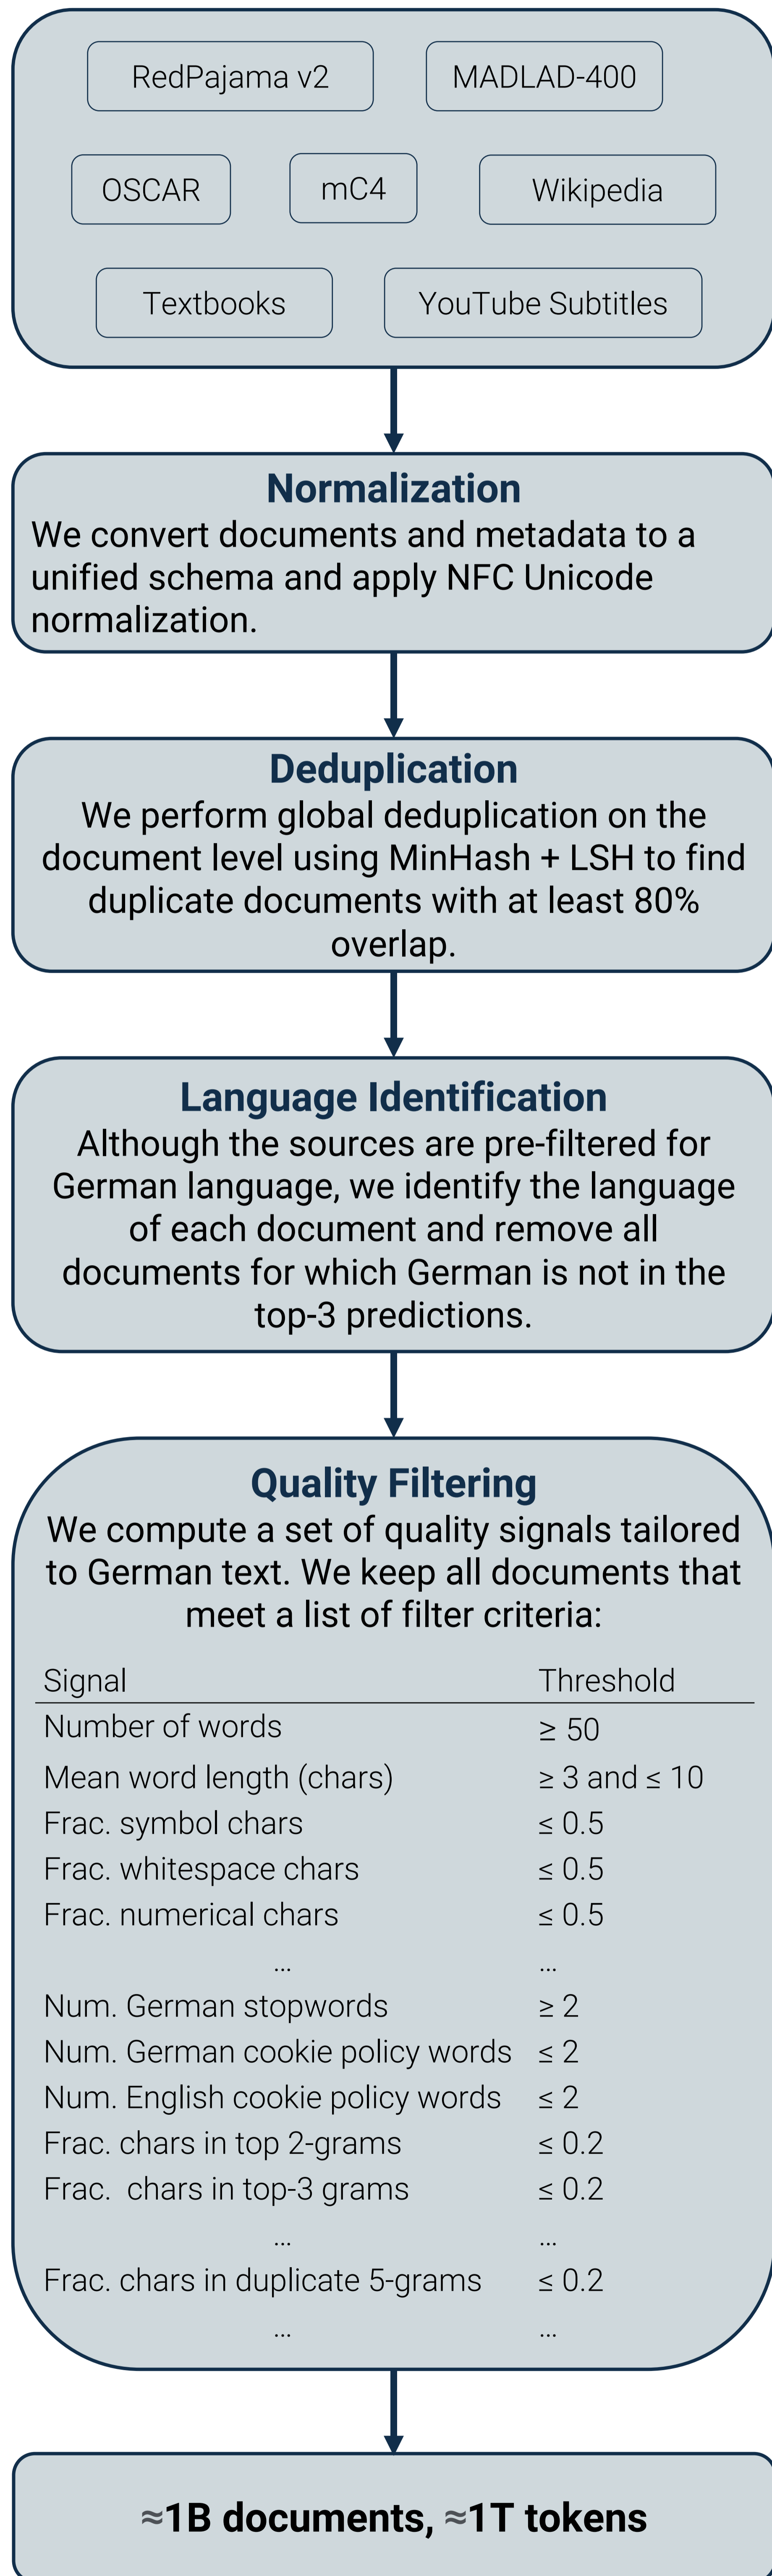 RedPajama v2 MADLAD-400
OSCAR mC4 Wikipedia
Textbooks YouTube Subtitles
Normalization
We convert documents and metadata to a
unified schema and apply NFC Unicode
normalization.
Deduplication
We perform global deduplication on the
document level using MinHash + LSH to find
duplicate documents with at least 80%
overlap.
Language Identification
Although the sources are pre-filtered for
German language, we identify the language
of each document and remove all
documents for which German is not in the
top-3 predictions.
Quality Filtering
We compute a set of quality signals tailored
to German text. We keep all documents that
meet a list of filter criteria:
Signal Threshold
Number of words ≥ 50
Mean word length (chars) ≥ 3 and ≤ 10
Frac. symbol chars ≤ 0.5
Frac. whitespace chars ≤ 0.5
Frac. numerical chars ≤ 0.5
... ...
Num. German stopwords ≥ 2
Num. German cookie policy words ≤ 2
Num. English cookie policy words ≤ 2
Frac. chars in top 2-grams ≤ 0.2
Frac.  chars in top-3 grams ≤ 0.2
... ...
Frac. chars in duplicate 5-grams ≤ 0.2
... ...
≈1B documents, ≈1T tokens